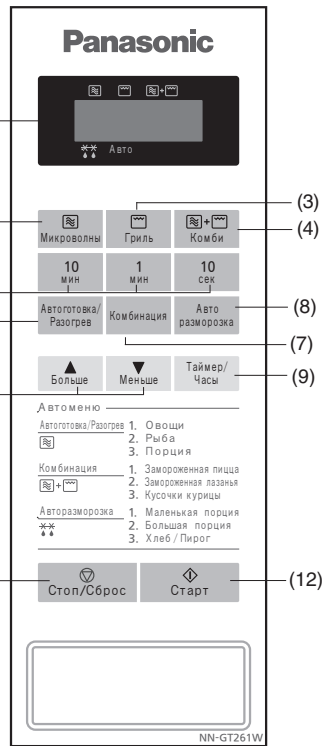 Panasonic
Авто
(3)
(4)
Микроволны Гриль Комби
10 мин 1 мин 10 сек
Автоготовка/ Разогрев Комбинация Авто разморозка
(8)
(7)
Больше Меньше Таймер/ Часы
(9)
Автоменю
Автоготовка/Разогрев 1. Овощи
2. Рыба
3. Порция
Комбинация 1. Замороженная пицца
2. Замороженная лазанья
3. Кусочки курицы
Авторазморозка 1. Маленькая порция
2. Большая порция
3. Хлеб / Пирог
Стоп/Сброс Старт
(12)
NN-GT261W